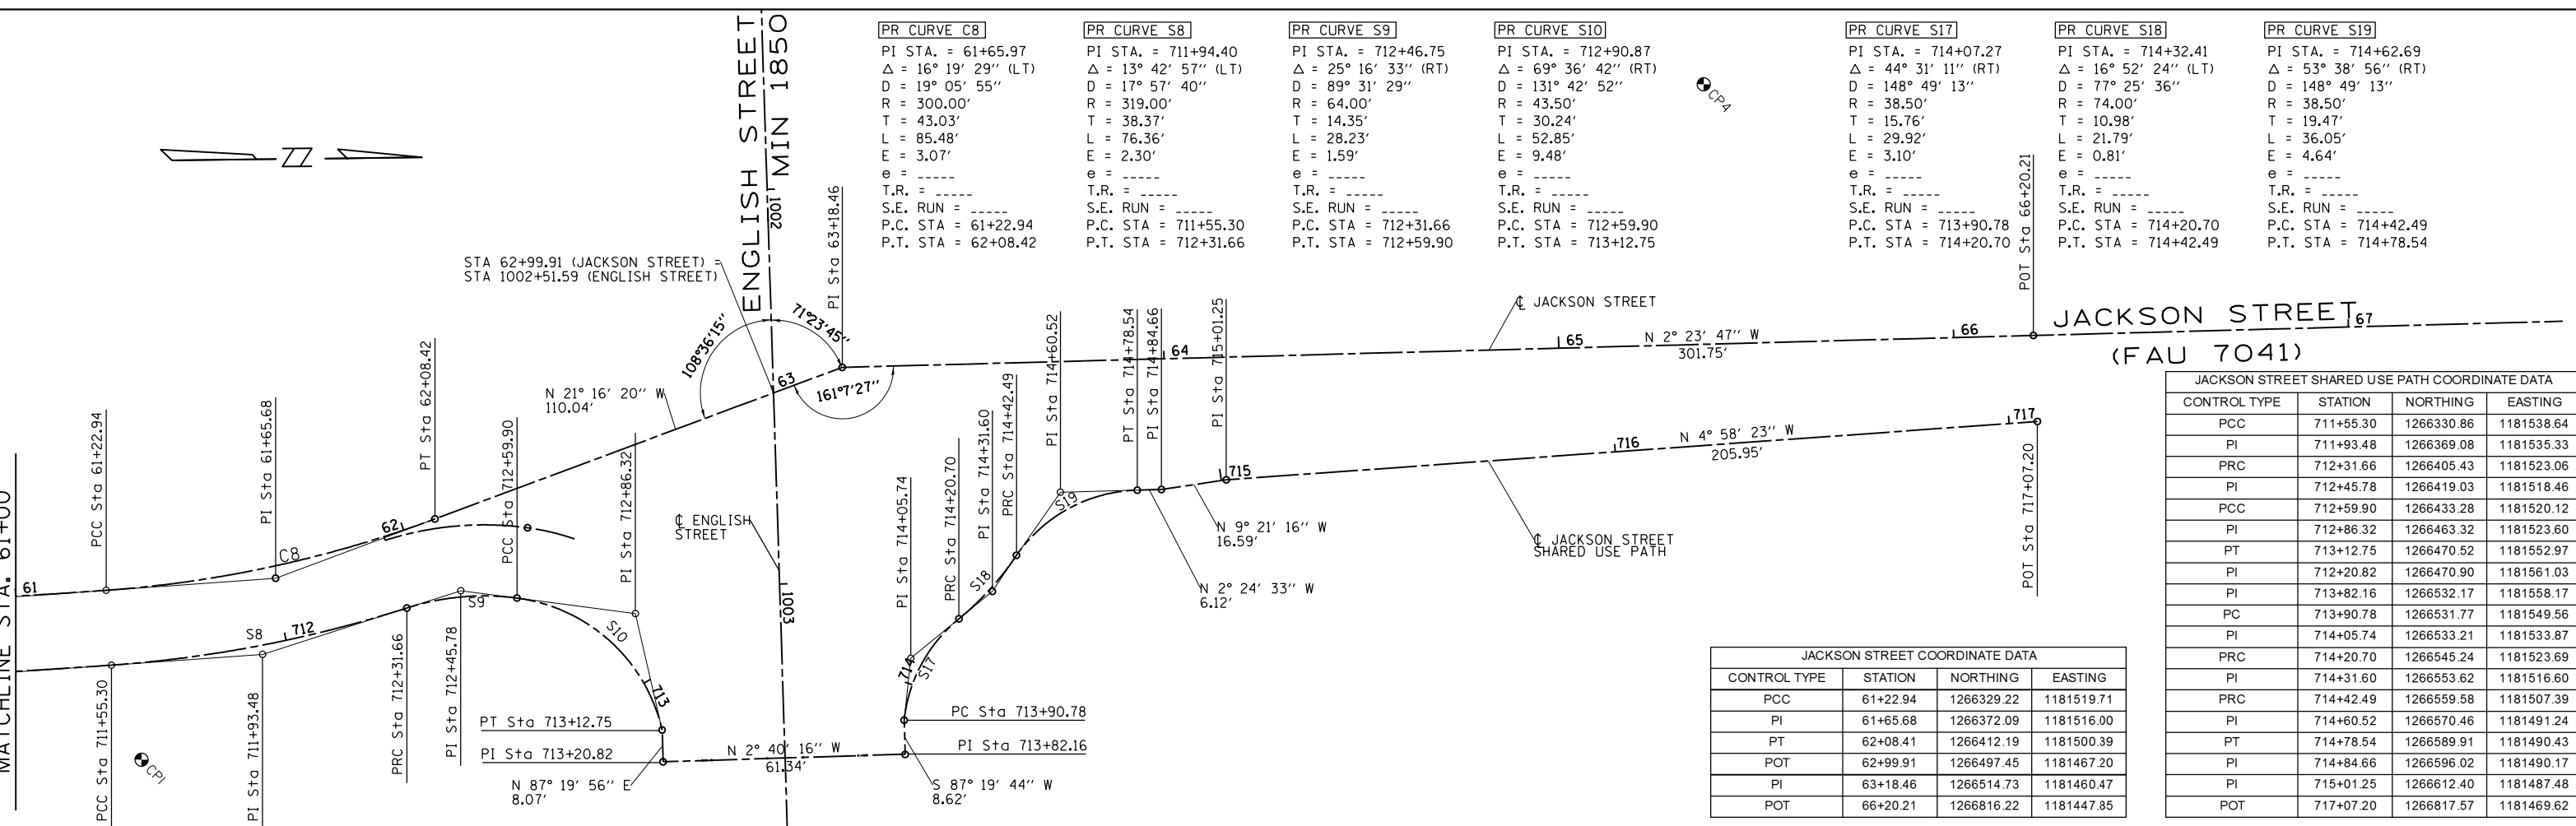 PR CURVE C8
PI STA. = 61+65.97
Δ = 16° 19' 29'' (LT)
D = 19° 05' 55''
R = 300.00'
T = 43.03'
L = 85.48'
E = 3.07'
e = _____
T.R. = _____
S.E. RUN = _____
P.C. STA = 61+22.94
P.T. STA = 62+08.42
PR CURVE S8
PI STA. = 711+94.40
Δ = 13° 42' 57'' (LT)
D = 17° 57' 40''
R = 319.00'
T = 38.37'
L = 76.36'
E = 2.30'
e = _____
T.R. = _____
S.E. RUN = _____
P.C. STA = 711+55.30
P.T. STA = 712+31.66
PR CURVE S9
PI STA. = 712+46.75
Δ = 25° 16' 33'' (RT)
D = 89° 31' 29''
R = 64.00'
T = 14.35'
L = 28.23'
E = 1.59'
e = _____
T.R. = _____
S.E. RUN = _____
P.C. STA = 712+31.66
P.T. STA = 712+59.90
PR CURVE S10
PI STA. = 712+90.87
Δ = 69° 36' 42'' (RT)
D = 131° 42' 52''
R = 43.50'
T = 30.24'
L = 52.85'
E = 9.48'
e = _____
T.R. = _____
S.E. RUN = _____
P.C. STA = 712+59.90
P.T. STA = 713+12.75
PR CURVE S17
PI STA. = 714+07.27
Δ = 44° 31' 11'' (RT)
D = 148° 49' 13''
R = 38.50'
T = 15.76'
L = 29.92'
E = 3.10'
e = _____
T.R. = _____
S.E. RUN = _____
P.C. STA = 713+90.78
P.T. STA = 714+20.70
PR CURVE S18
PI STA. = 714+32.41
Δ = 16° 52' 24'' (LT)
D = 77° 25' 36''
R = 74.00'
T = 10.98'
L = 21.79'
E = 0.81'
e = _____
T.R. = _____
S.E. RUN = _____
P.C. STA = 714+20.70
P.T. STA = 714+42.49
PR CURVE S19
PI STA. = 714+62.69
Δ = 53° 38' 56'' (RT)
D = 148° 49' 13''
R = 38.50'
T = 19.47'
L = 36.05'
E = 4.64'
e = _____
T.R. = _____
S.E. RUN = _____
P.C. STA = 714+42.49
P.T. STA = 714+78.54
CP4
ENGLISH STREET
MIN 1850
1002
PI Sta 63+18.46
POT Sta 66+20.21
STA 62+99.91 (JACKSON STREET) =
STA 1002+51.59 (ENGLISH STREET)
108°36'15''
71°23'45''
161°7'27''
63
N 21° 16' 20'' W
110.04'
℄ JACKSON STREET
64
65
N 2° 23' 47'' W
301.75'
66
JACKSON STREET
67
(FAU 7041)
MATCHLINE STA. 61+00
61
PCC Sta 61+22.94
PI Sta 61+65.68
PT Sta 62+08.42
C8
62
PCC Sta 712+59.90
PI Sta 712+86.32
℄ ENGLISH
STREET
1003
PI Sta 714+05.74
PRC Sta 714+20.70
PI Sta 714+31.60
PRC Sta 714+42.49
PI Sta 714+60.52
PT Sta 714+78.54
PI Sta 714+84.66
PI Sta 715+01.25
S19
S18
S17
714
715
N 9° 21' 16'' W
16.59'
N 2° 24' 33'' W
6.12'
℄ JACKSON STREET
SHARED USE PATH
716
N 4° 58' 23'' W
205.95'
717
POT Sta 717+07.20
S8
712
S9
S10
713
PCC Sta 711+55.30
CP1
PI Sta 711+93.48
PRC Sta 712+31.66
PI Sta 712+45.78
PT Sta 713+12.75
PI Sta 713+20.82
N 87° 19' 56'' E
8.07'
N 2° 40' 16'' W
61.34'
PC Sta 713+90.78
PI Sta 713+82.16
S 87° 19' 44'' W
8.62'
JACKSON STREET COORDINATE DATA
CONTROL TYPE STATION NORTHING EASTING
PCC 61+22.94 1266329.22 1181519.71
PI 61+65.68 1266372.09 1181516.00
PT 62+08.41 1266412.19 1181500.39
POT 62+99.91 1266497.45 1181467.20
PI 63+18.46 1266514.73 1181460.47
POT 66+20.21 1266816.22 1181447.85
JACKSON STREET SHARED USE PATH COORDINATE DATA
CONTROL TYPE STATION NORTHING EASTING
PCC 711+55.30 1266330.86 1181538.64
PI 711+93.48 1266369.08 1181535.33
PRC 712+31.66 1266405.43 1181523.06
PI 712+45.78 1266419.03 1181518.46
PCC 712+59.90 1266433.28 1181520.12
PI 712+86.32 1266463.32 1181523.60
PT 713+12.75 1266470.52 1181552.97
PI 712+20.82 1266470.90 1181561.03
PI 713+82.16 1266532.17 1181558.17
PC 713+90.78 1266531.77 1181549.56
PI 714+05.74 1266533.21 1181533.87
PRC 714+20.70 1266545.24 1181523.69
PI 714+31.60 1266553.62 1181516.60
PRC 714+42.49 1266559.58 1181507.39
PI 714+60.52 1266570.46 1181491.24
PT 714+78.54 1266589.91 1181490.43
PI 714+84.66 1266596.02 1181490.17
PI 715+01.25 1266612.40 1181487.48
POT 717+07.20 1266817.57 1181469.62